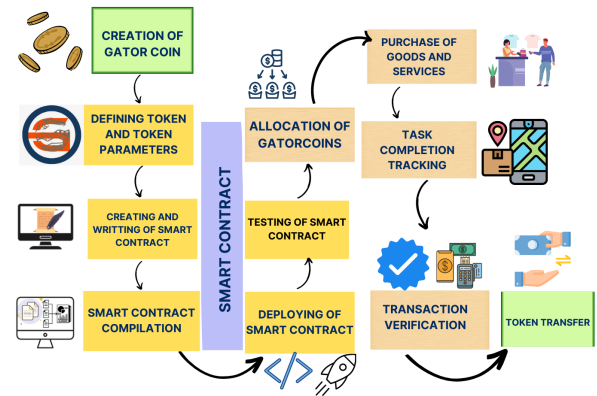 CREATION OF
GATOR COIN
DEFINING TOKEN
AND TOKEN
PARAMETERS
CREATING AND
WRITTING OF SMART
CONTRACT
SMART CONTRACT
COMPILATION
SMART CONTRACT
DEPLOYING OF
SMART CONTRACT
TESTING OF SMART
CONTRACT
ALLOCATION OF
GATORCOINS
PURCHASE OF
GOODS AND
SERVICES
TASK
COMPLETION
TRACKING
TRANSACTION
VERIFICATION
TOKEN TRANSFER